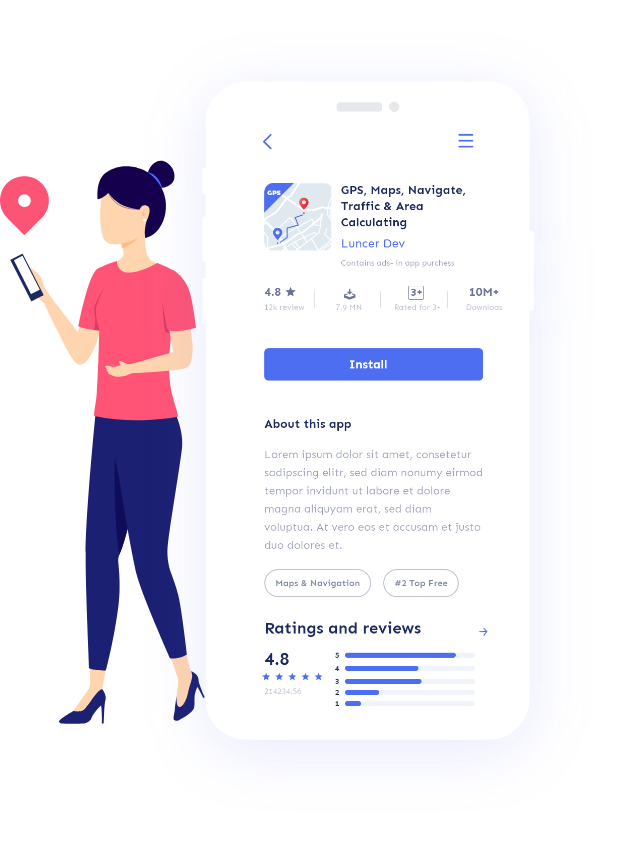 GPS
GPS, Maps, Navigate,
Traffic & Area
Calculating
Luncer Dev
Contains ads- in app purchess
4.8 ★
12k review
7.9 MN
3+
Rated for 3+
10M+
Downloas
Install
About this app
Lorem ipsum dolor sit amet, consetetur
sadipscing elitr, sed diam nonumy eirmod
tempor invidunt ut labore et dolore
magna aliquyam erat, sed diam
voluptua. At vero eos et accusam et justo
duo dolores et.
Maps & Navigation
#2 Top Free
Ratings and reviews
4.8
214234.56
5
4
3
2
1